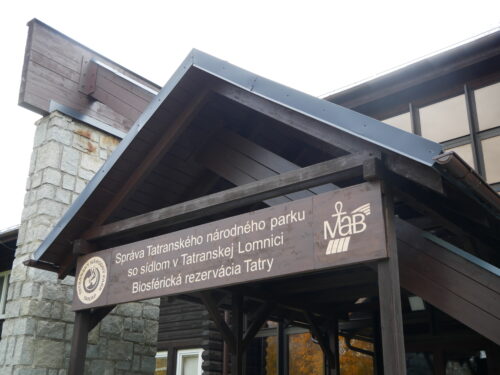 Správa Tatranského národného parku
so sídlom v Tatranskej Lomnici
Biosférická rezervácia Tatry
MaB